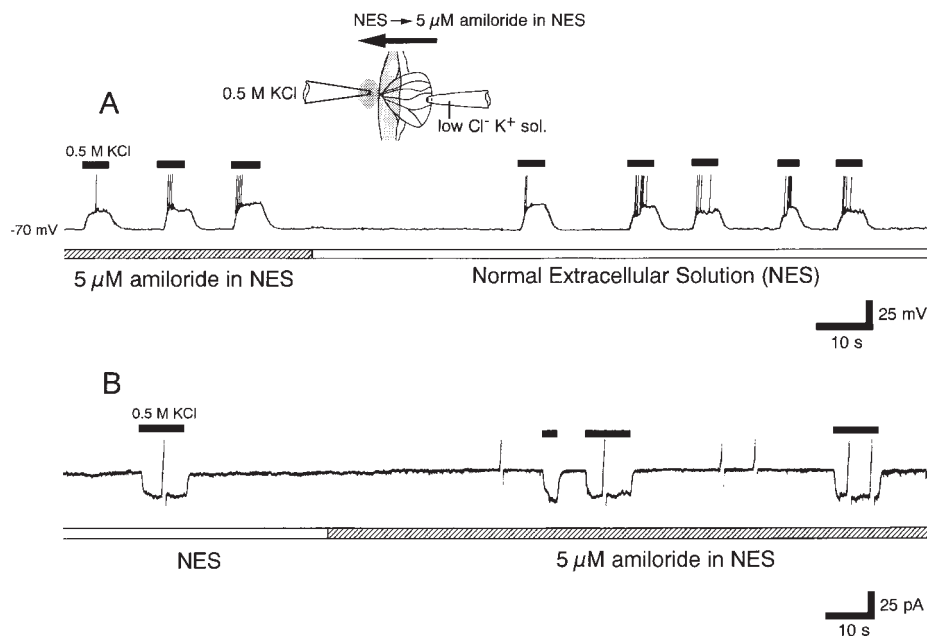 NES → 5 µM amiloride in NES
A
0.5 M KCl
low Cl⁻ K⁺ sol.
0.5 M KCl
-70 mV
5 µM amiloride in NES
Normal Extracellular Solution (NES)
25 mV
10 s
B
0.5 M KCl
NES
5 µM amiloride in NES
25 pA
10 s